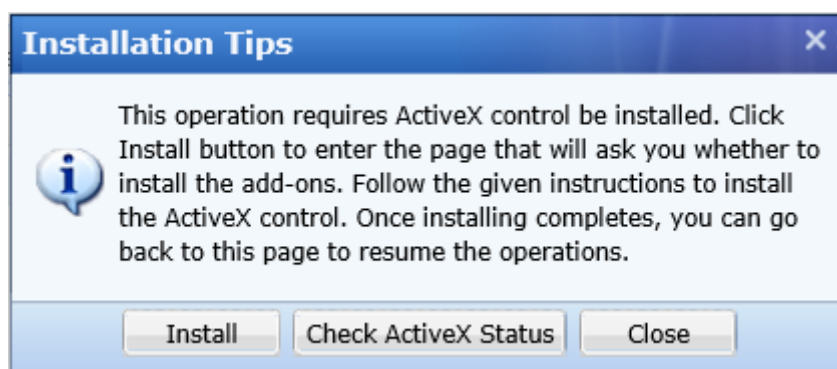 Installation Tips
This operation requires ActiveX control be installed. Click
Install button to enter the page that will ask you whether to
install the add-ons. Follow the given instructions to install
the ActiveX control. Once installing completes, you can go
back to this page to resume the operations.
Install
Check ActiveX Status
Close